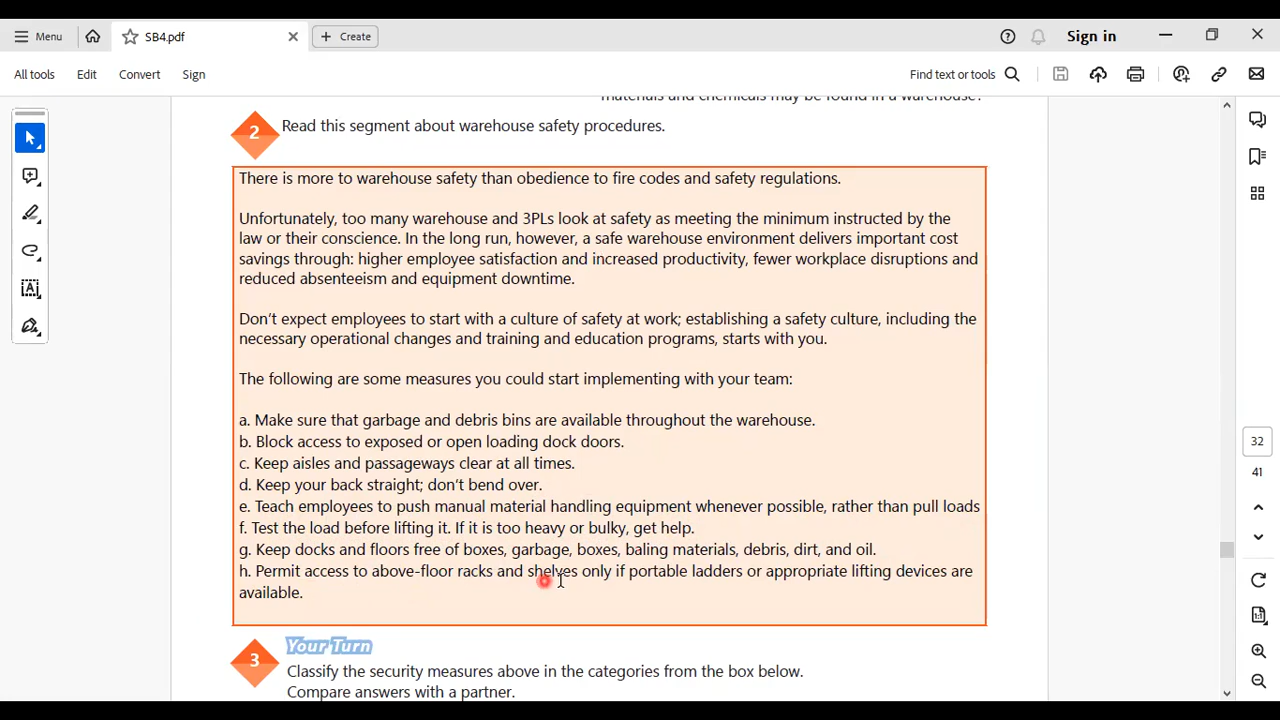 Menu
SB4.pdf
Create
Sign in
All tools
Edit
Convert
Sign
Find text or tools
materials and chemicals may be found in a warehouse?
2
Read this segment about warehouse safety procedures.
There is more to warehouse safety than obedience to fire codes and safety regulations.
Unfortunately, too many warehouse and 3PLs look at safety as meeting the minimum instructed by the
law or their conscience. In the long run, however, a safe warehouse environment delivers important cost
savings through: higher employee satisfaction and increased productivity, fewer workplace disruptions and
reduced absenteeism and equipment downtime.
Don’t expect employees to start with a culture of safety at work; establishing a safety culture, including the
necessary operational changes and training and education programs, starts with you.
The following are some measures you could start implementing with your team:
a. Make sure that garbage and debris bins are available throughout the warehouse.
b. Block access to exposed or open loading dock doors.
c. Keep aisles and passageways clear at all times.
d. Keep your back straight; don’t bend over.
e. Teach employees to push manual material handling equipment whenever possible, rather than pull loads
f. Test the load before lifting it. If it is too heavy or bulky, get help.
g. Keep docks and floors free of boxes, garbage, boxes, baling materials, debris, dirt, and oil.
h. Permit access to above-floor racks and shelves only if portable ladders or appropriate lifting devices are
available.
3
Your Turn
Classify the security measures above in the categories from the box below.
Compare answers with a partner.
32
41